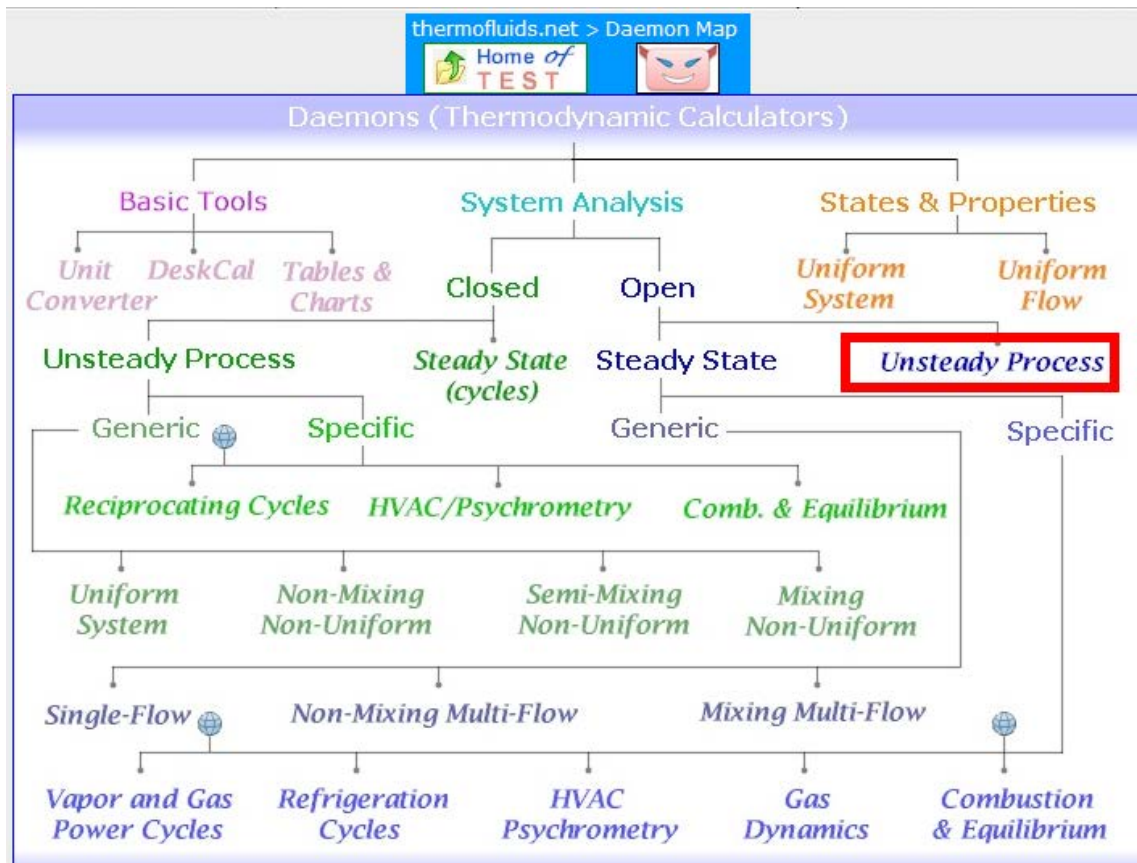 thermofluids.net > Daemon Map
Home of
TEST
Daemons (Thermodynamic Calculators)
Basic Tools
System Analysis
States & Properties
Unit
Converter
DeskCal
Tables &
Charts
Closed
Open
Uniform
System
Uniform
Flow
Unsteady Process
Steady State
(cycles)
Steady State
Unsteady Process
Generic
Specific
Generic
Specific
Reciprocating Cycles
HVAC/Psychrometry
Comb. & Equilibrium
Uniform
System
Non-Mixing
Non-Uniform
Semi-Mixing
Non-Uniform
Mixing
Non-Uniform
Single-Flow
Non-Mixing Multi-Flow
Mixing Multi-Flow
Vapor and Gas
Power Cycles
Refrigeration
Cycles
HVAC
Psychrometry
Gas
Dynamics
Combustion
& Equilibrium